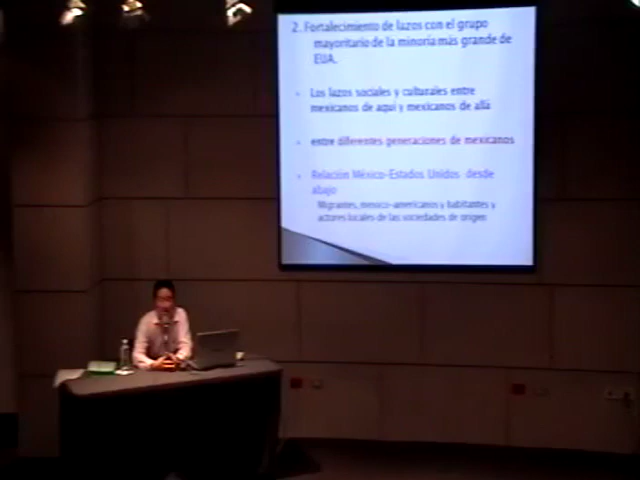 2. Fortalecimiento de lazos con el grupo
mayoritario de la minoría más grande de
EUA.
Los lazos sociales y culturales entre
mexicanos de aquí y mexicanos de allá
entre diferentes generaciones de mexicanos
Relación México-Estados Unidos desde
abajo
Migrantes, mexico-americanos y habitantes y
actores locales de las sociedades de origen